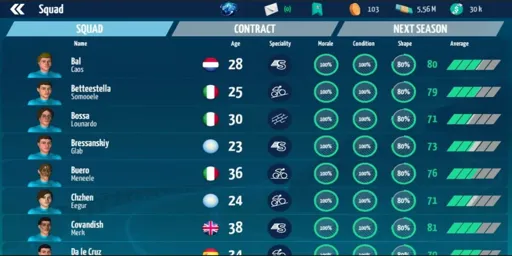 Squad
(0)
103
5,56 M
30 k
SQUAD CONTRACT NEXT SEASON
Name Age Speciality Morale Condition Shape Average
Bal
Caos
28 100% 100% 80% 80
Betteestella
Somooele
25 100% 100% 80% 79
Bossa
Lounardo
30 100% 100% 80% 71
Bressanskiy
Glab
23 100% 100% 80% 73
Buero
Meneele
36 100% 100% 80% 76
Chzhen
Eegur
24 100% 100% 80% 71
Covandish
Merk
38 100% 100% 80% 81
Da le Cruz